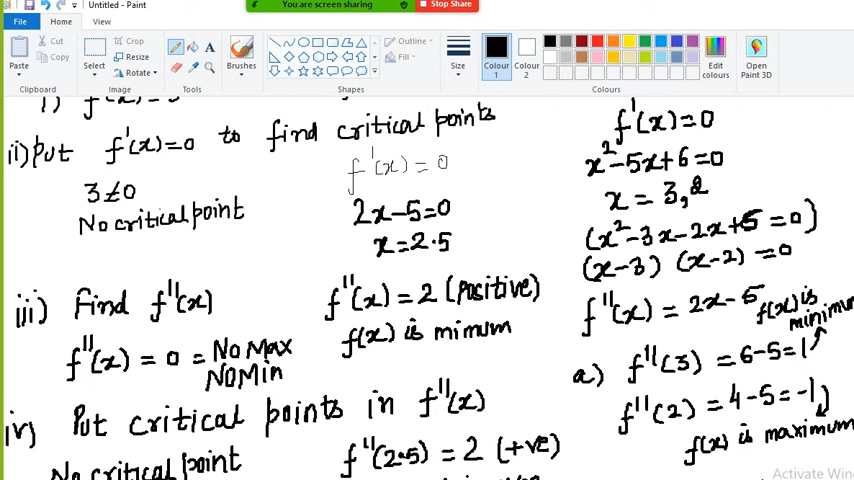 Untitled - Paint
You are screen sharing
Stop Share
File Home View
Paste
Cut
Copy
Clipboard
Select
Crop
Resize
Rotate
Image
Tools
Brushes
Shapes
Outline
Fill
Size
Colour 1
Colour 2
Edit colours
Colours
Open Paint 3D
ii) Put f'(x)=0 to find critical points
3≠0
No critical point
f'(x) = 0
2x-5=0
x=2.5
f'(x)=0
x²-5x+6=0
x = 3,2
(x²-3x-2x+5=0)
(x-3) (x-2) =0
iii) Find f''(x)
f''(x) = 0 = No Max
No Min
f''(x) = 2 (Positive)
f(x) is mimum
f''(x) = 2x-5
f(x) is
minimum
a) f''(3) = 6-5=1
f''(2) = 4-5=-1
f(x) is maximum
iv) Put critical points in f''(x)
No critical point
f''(2.5) = 2 (+ve)
Activate Win